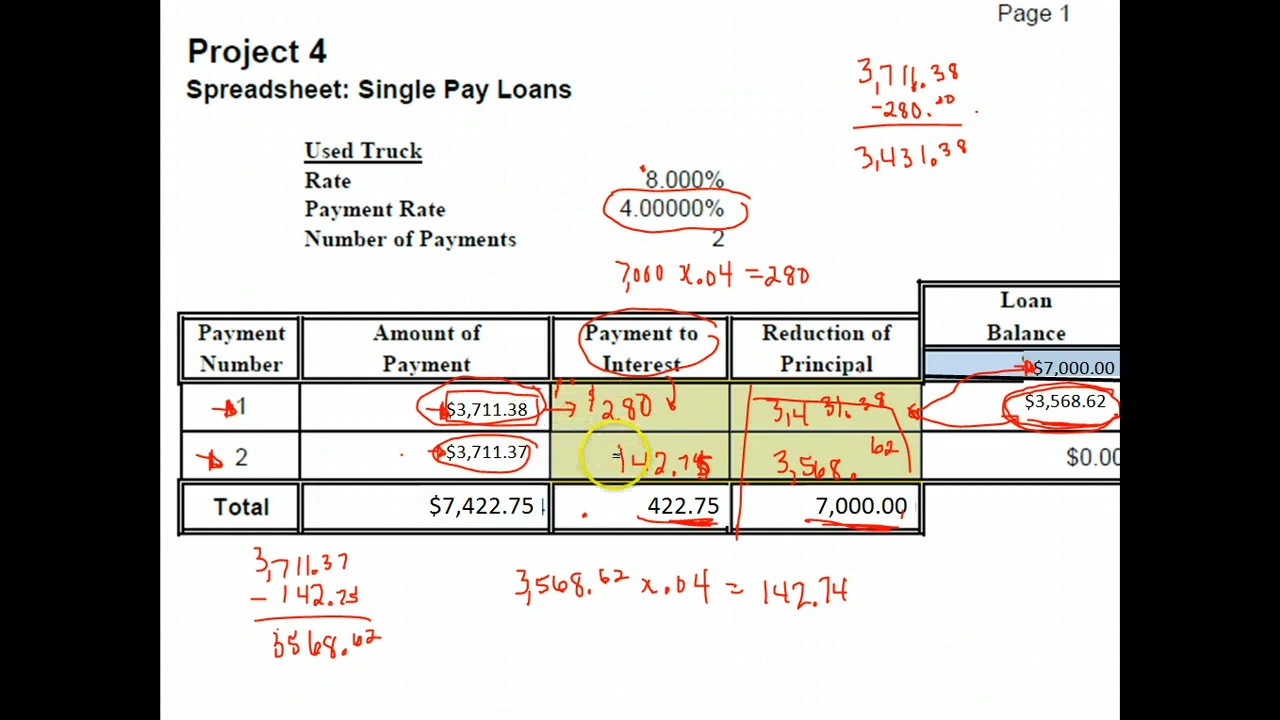 Page 1
Project 4
Spreadsheet: Single Pay Loans
3,711.38
-280.00
3,431.38
Used Truck
Rate 8.000%
Payment Rate 4.00000%
Number of Payments 2
7,000 x.04 =280
Payment Number Amount of Payment Payment to Interest Reduction of Principal Loan Balance
$7,000.00
1 $3,711.38 $280 3,431.38 $3,568.62
2 $3,711.37 142.75 3,568.62 $0.00
Total $7,422.75 422.75 7,000.00
3,711.37
- 142.75
3568.62
3,568.62 x.04 = 142.74